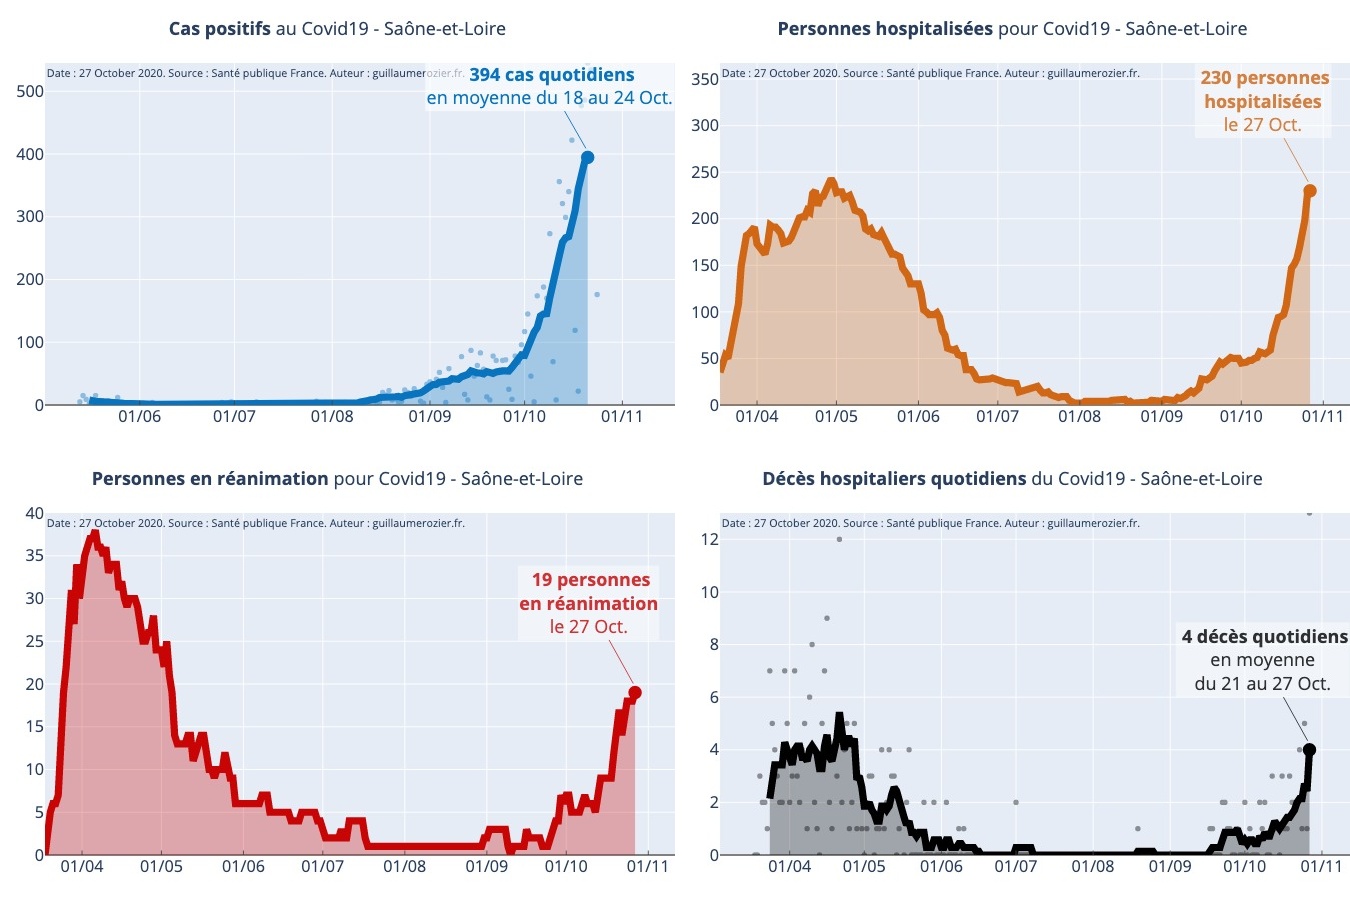 Cas positifs au Covid19 - Saône-et-Loire
Date : 27 October 2020. Source : Santé publique France. Auteur : guillaumerozier.fr.
394 cas quotidiens
en moyenne du 18 au 24 Oct.
500
400
300
200
100
0
01/06 01/07 01/08 01/09 01/10 01/11
Personnes hospitalisées pour Covid19 - Saône-et-Loire
Date : 27 October 2020. Source : Santé publique France. Auteur : guillaumerozier.fr.
230 personnes
hospitalisées
le 27 Oct.
350
300
250
200
150
100
50
0
01/04 01/05 01/06 01/07 01/08 01/09 01/10 01/11
Personnes en réanimation pour Covid19 - Saône-et-Loire
Date : 27 October 2020. Source : Santé publique France. Auteur : guillaumerozier.fr.
19 personnes
en réanimation
le 27 Oct.
40
35
30
25
20
15
10
5
0
01/04 01/05 01/06 01/07 01/08 01/09 01/10 01/11
Décès hospitaliers quotidiens du Covid19 - Saône-et-Loire
Date : 27 October 2020. Source : Santé publique France. Auteur : guillaumerozier.fr.
4 décès quotidiens
en moyenne
du 21 au 27 Oct.
12
10
8
6
4
2
0
01/04 01/05 01/06 01/07 01/08 01/09 01/10 01/11